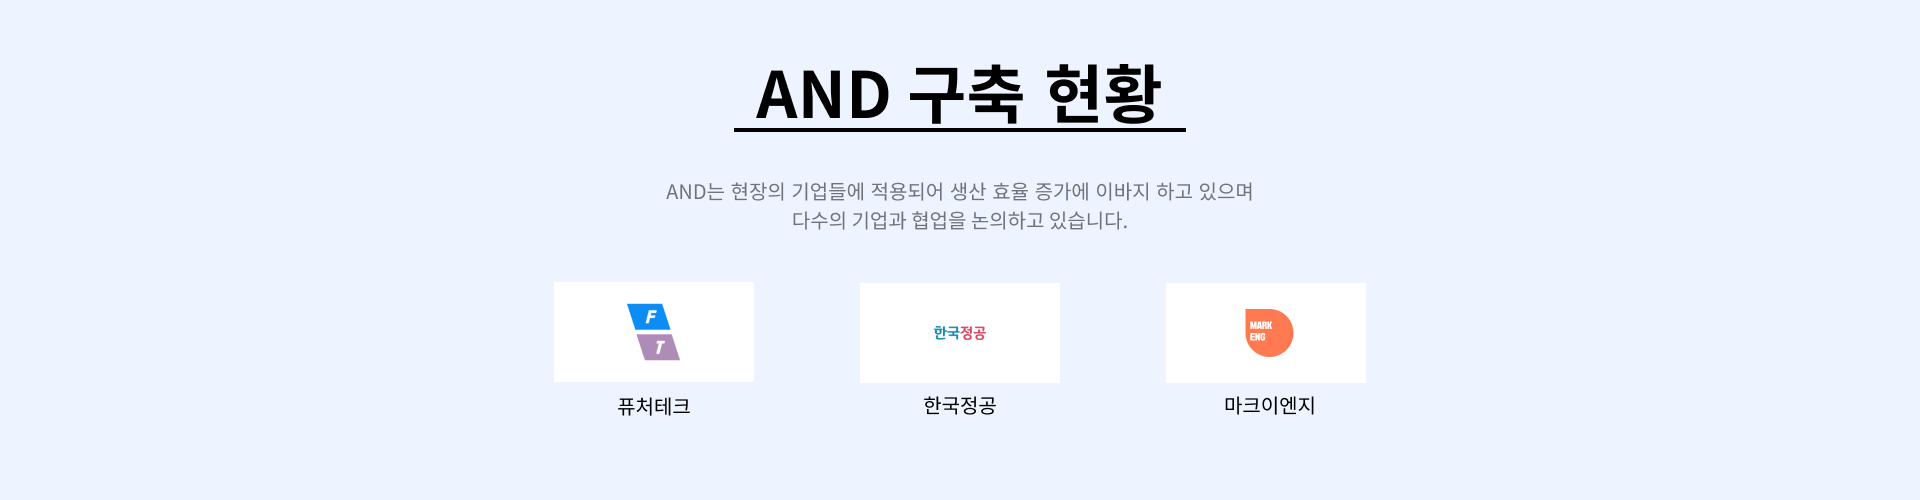 AND 구축 현황
AND는 현장의 기업들에 적용되어 생산 효율 증가에 이바지 하고 있으며
다수의 기업과 협업을 논의하고 있습니다.
F
T
퓨처테크
한국정공
한국정공
MARK
ENG
마크이엔지